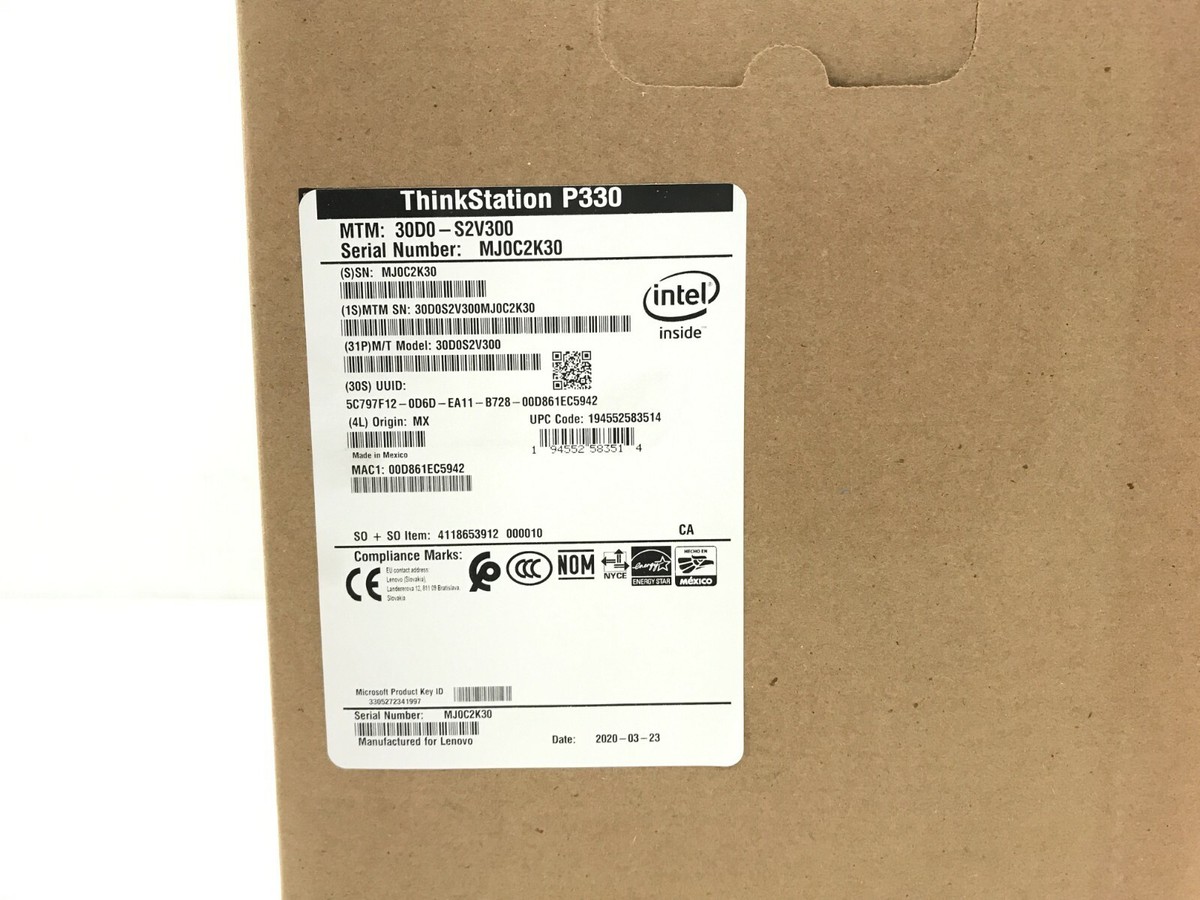 ThinkStation P330
MTM: 30D0-S2V300
Serial Number: MJ0C2K30
(S)SN: MJ0C2K30
(1S)MTM SN: 30D0S2V300MJ0C2K30
intel
inside
(31P)M/T Model: 30D0S2V300
(30S) UUID:
5C797F12-0D6D-EA11-B728-00D861EC5942
(4L) Origin: MX
UPC Code: 194552583514
Made in Mexico
1 94552 58351 4
MAC1: 00D861EC5942
SO + SO Item: 4118653912 000010
CA
Compliance Marks:
CE
EU contact address:
Lenovo (Slovakia),
Landererova 12, 811 09 Bratislava
Slovakia
CCC
NOM
NYCE
energy
ENERGY STAR
HECHO EN
MÉXICO
Microsoft Product Key ID
3305272341997
Serial Number: MJ0C2K30
Manufactured for Lenovo
Date: 2020-03-23